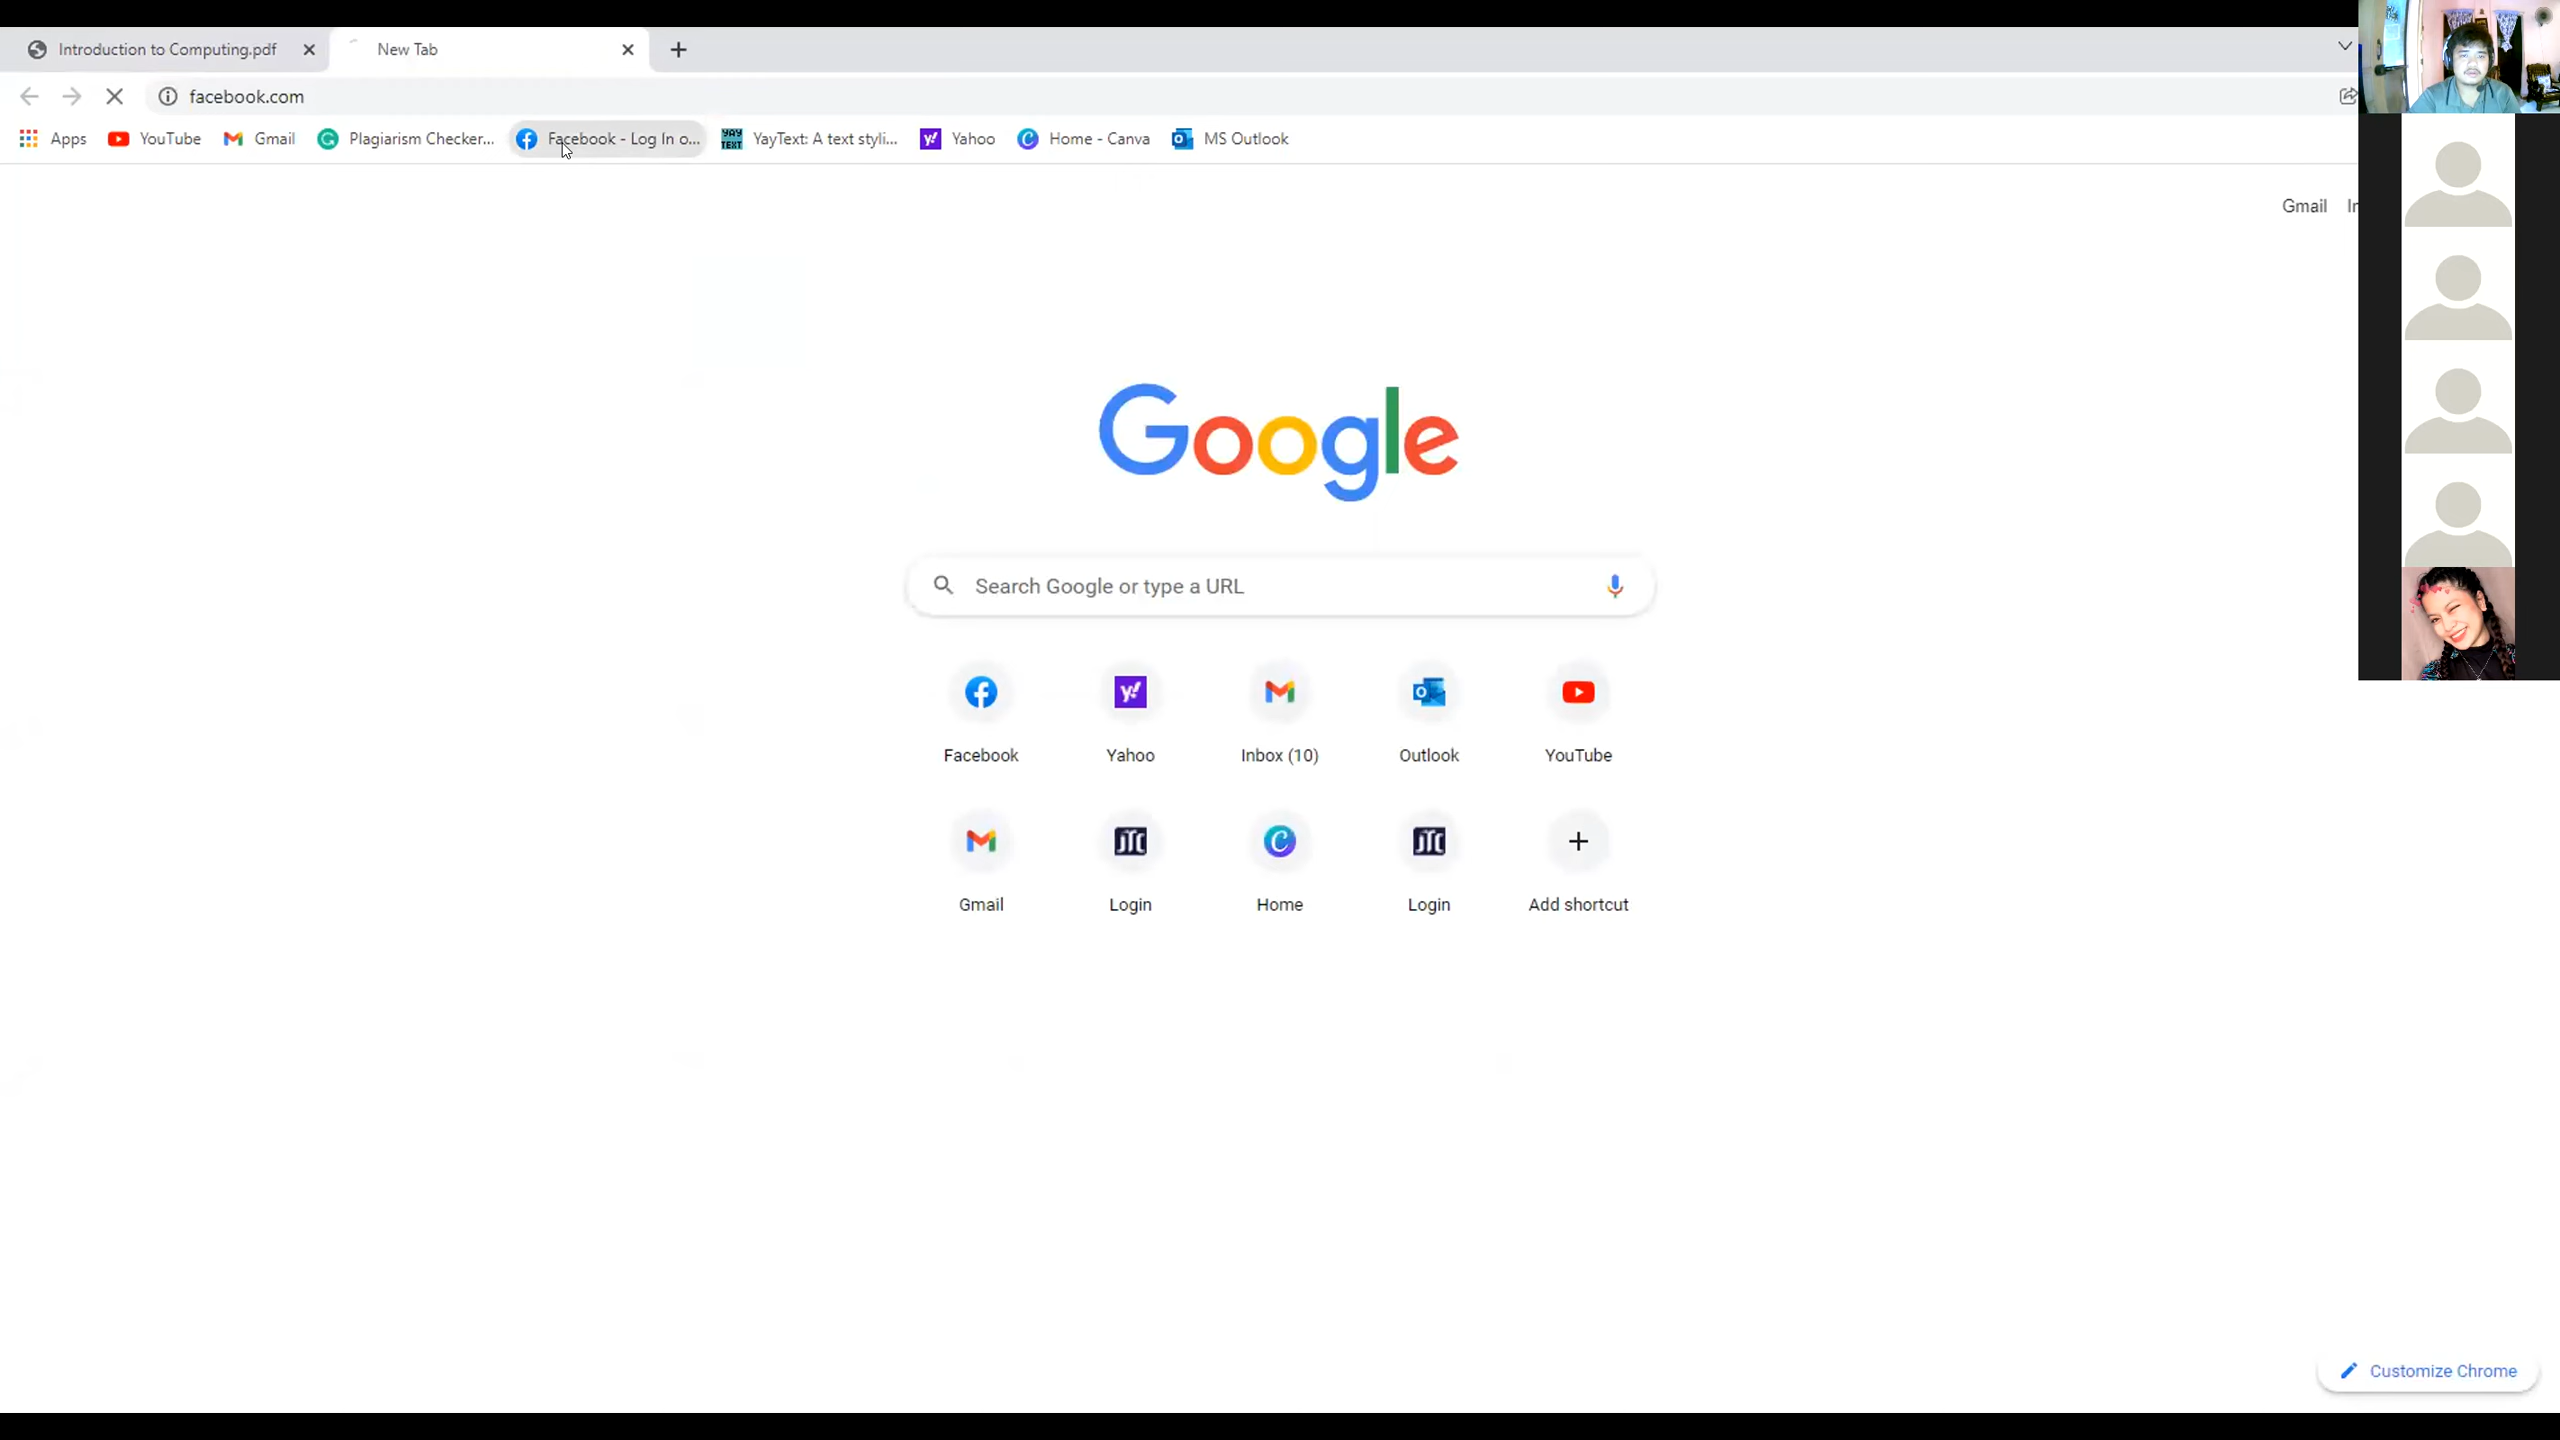 Introduction to Computing.pdf
New Tab
facebook.com
Apps
YouTube
Gmail
Plagiarism Checker...
Facebook - Log In o...
YAY TEXT
YayText: A text styli...
Yahoo
Home - Canva
MS Outlook
Gmail
Google
Search Google or type a URL
Facebook
Yahoo
Inbox (10)
Outlook
YouTube
Gmail
Login
Home
Login
Add shortcut
Customize Chrome